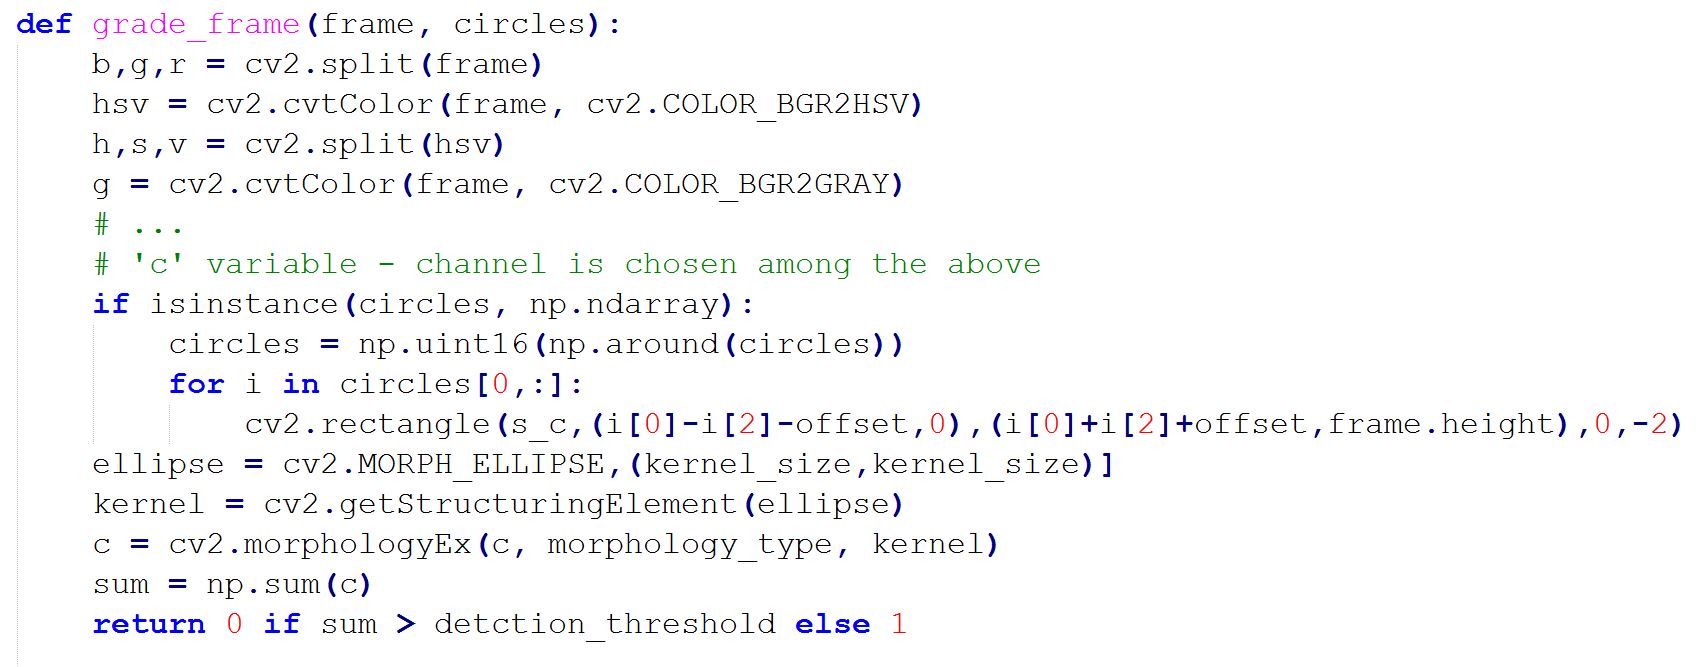 def grade_frame(frame, circles):
    b,g,r = cv2.split(frame)
    hsv = cv2.cvtColor(frame, cv2.COLOR_BGR2HSV)
    h,s,v = cv2.split(hsv)
    g = cv2.cvtColor(frame, cv2.COLOR_BGR2GRAY)
    # ...
    # 'c' variable - channel is chosen among the above
    if isinstance(circles, np.ndarray):
        circles = np.uint16(np.around(circles))
        for i in circles[0,:]:
            cv2.rectangle(s_c,(i[0]-i[2]-offset,0),(i[0]+i[2]+offset,frame.height),0,-2)
    ellipse = cv2.MORPH_ELLIPSE,(kernel_size,kernel_size)]
    kernel = cv2.getStructuringElement(ellipse)
    c = cv2.morphologyEx(c, morphology_type, kernel)
    sum = np.sum(c)
    return 0 if sum > detction_threshold else 1